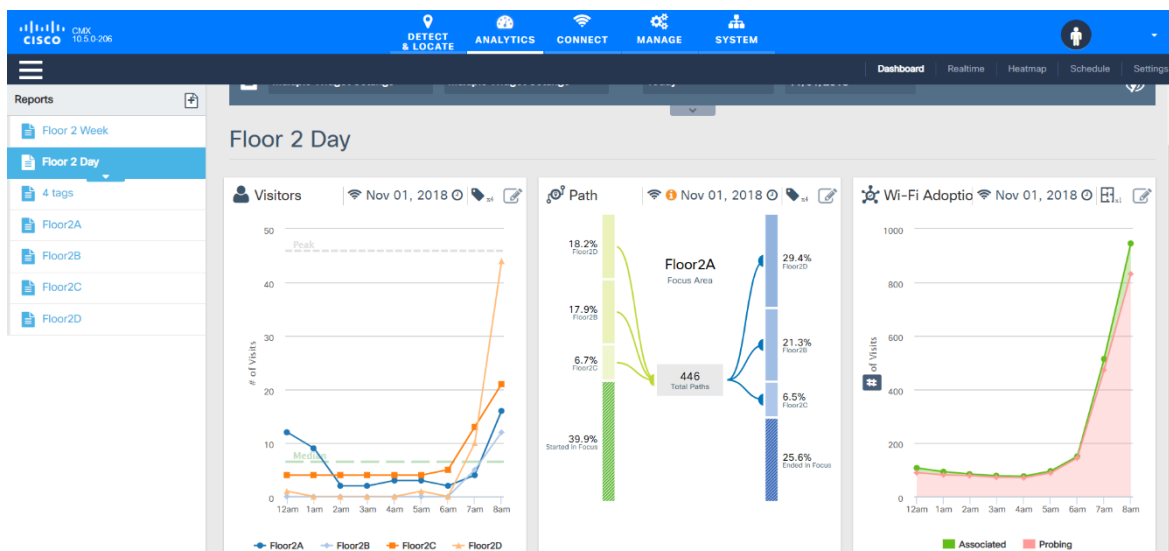 CISCO
CMX
10.5.0-206
DETECT
& LOCATE
ANALYTICS
CONNECT
MANAGE
SYSTEM
Dashboard
Realtime
Heatmap
Schedule
Settings
Reports
Floor 2 Week
Floor 2 Day
4 tags
Floor2A
Floor2B
Floor2C
Floor2D
Floor 2 Day
Visitors
Nov 01, 2018
x4
50
40
30
20
10
0
# of Visits
Peak
Median
12am 1am 2am 3am 4am 5am 6am 7am 8am
Floor2A Floor2B Floor2C Floor2D
Path
Nov 01, 2018
x4
18.2%
Floor2D
17.9%
Floor2B
6.7%
Floor2C
39.9%
Started in Focus
Floor2A
Focus Area
446
Total Paths
29.4%
Floor2D
21.3%
Floor2B
6.5%
Floor2C
25.6%
Ended in Focus
Wi-Fi Adoptio
Nov 01, 2018
x1
1000
800
600
400
200
0
# of Visits
12am 1am 2am 3am 4am 5am 6am 7am 8am
Associated Probing